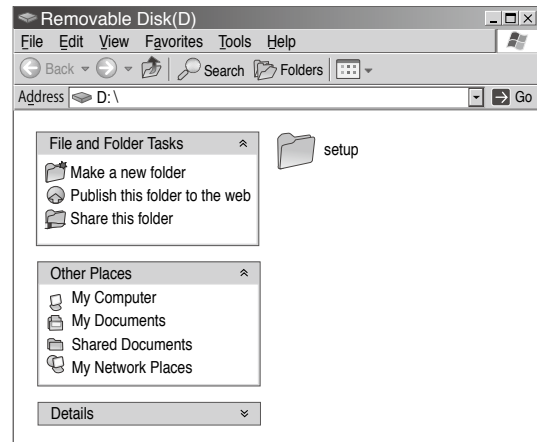 Removable Disk(D)
File Edit View Favorites Tools Help
Back Search Folders
Address D:\ Go
File and Folder Tasks
Make a new folder
Publish this folder to the web
Share this folder
setup
Other Places
My Computer
My Documents
Shared Documents
My Network Places
Details